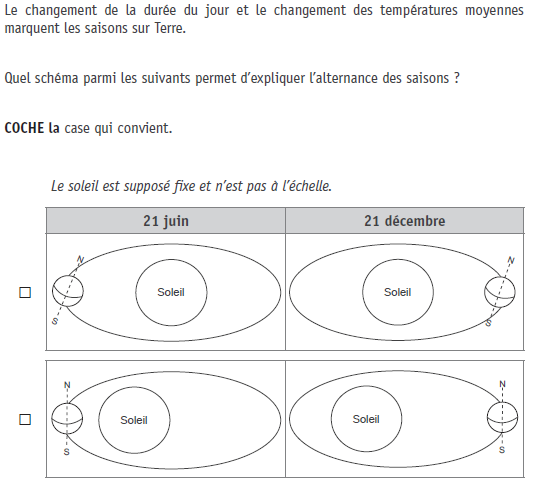 Le changement de la durée du jour et le changement des températures moyennes
marquent les saisons sur Terre.
Quel schéma parmi les suivants permet d'expliquer l'alternance des saisons ?
COCHE la case qui convient.
Le soleil est supposé fixe et n'est pas à l'échelle.
21 juin 21 décembre
N N
Soleil Soleil
S S
N N
Soleil Soleil
S S